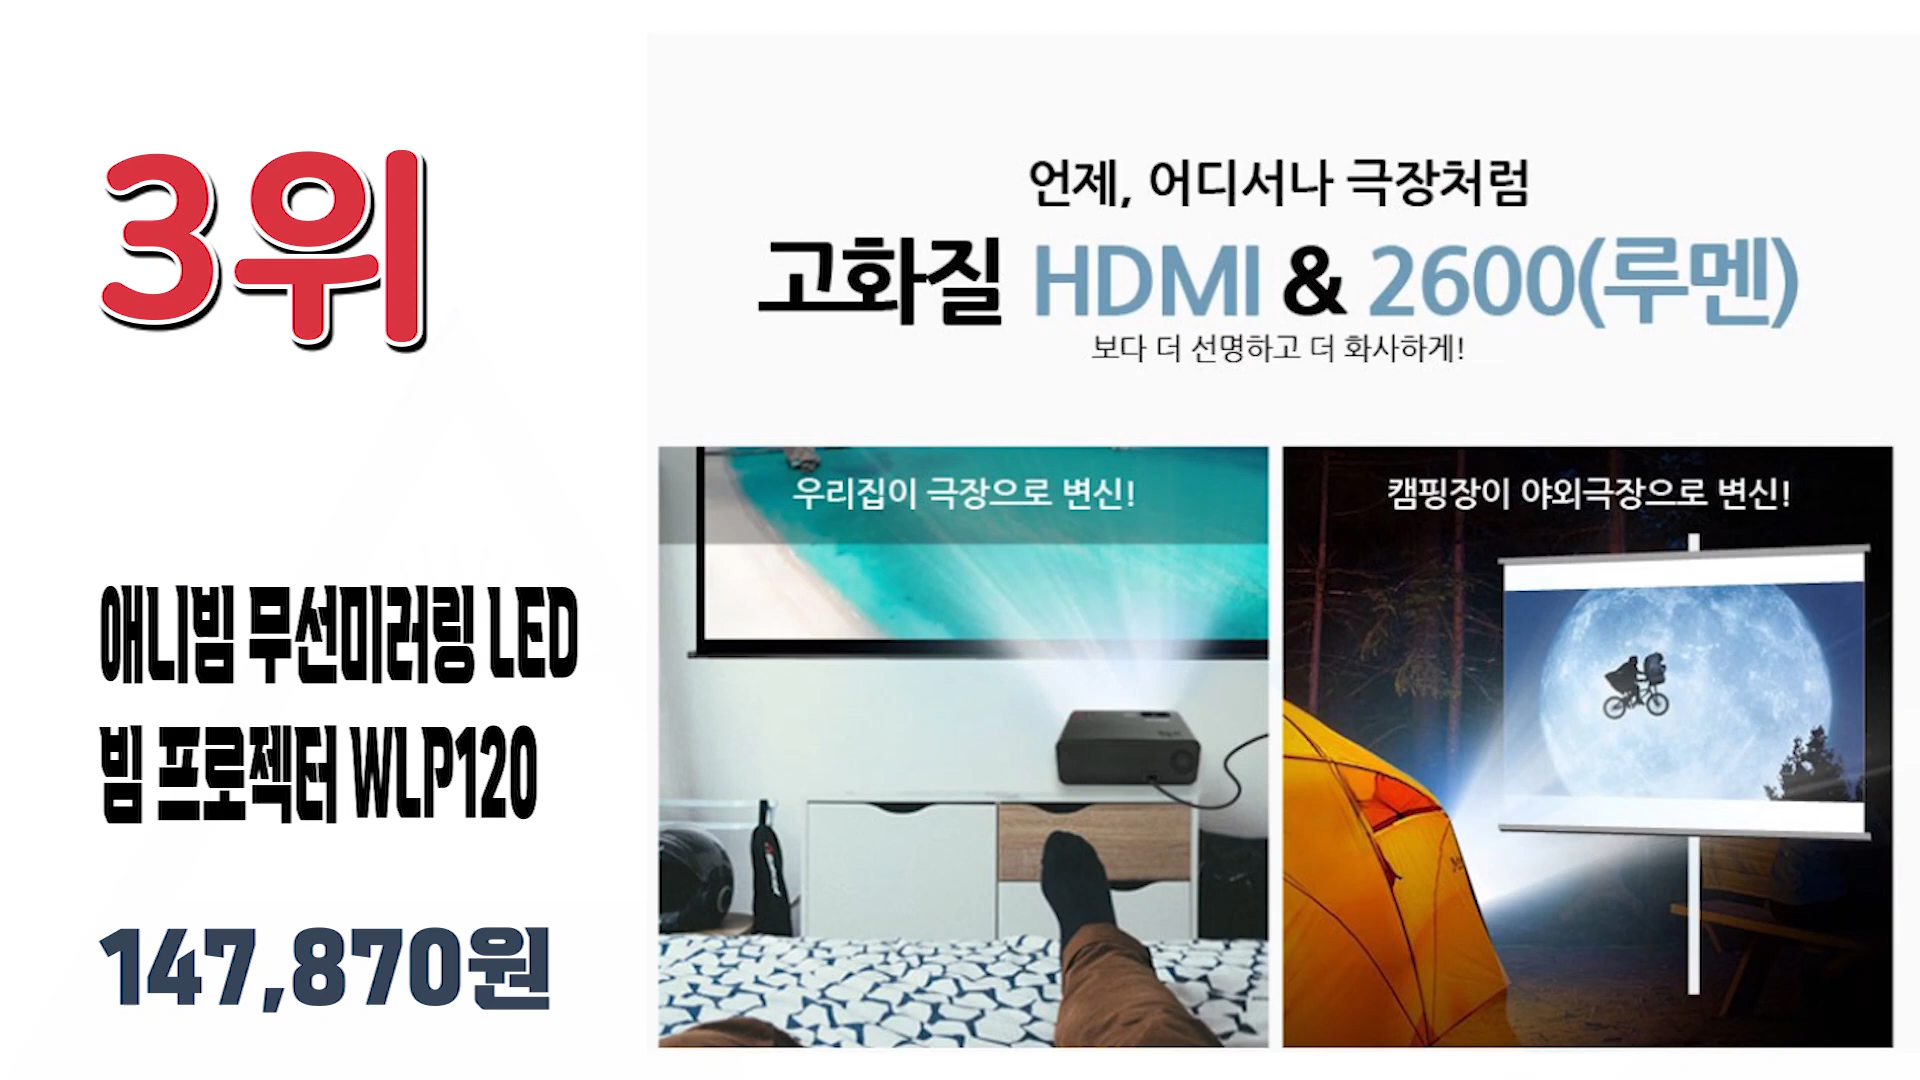 3위
애니빔 무선미러링 LED
빔 프로젝터 WLP120
147,870원
언제, 어디서나 극장처럼
고화질 HDMI & 2600(루멘)
보다 더 선명하고 더 화사하게!
우리집이 극장으로 변신!
캠핑장이 야외극장으로 변신!